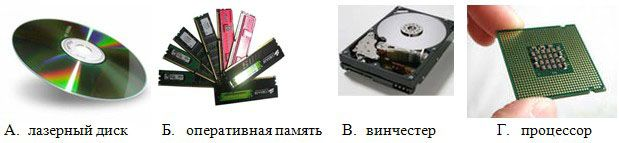 А. лазерный диск Б. оперативная память В. винчестер Г. процессор